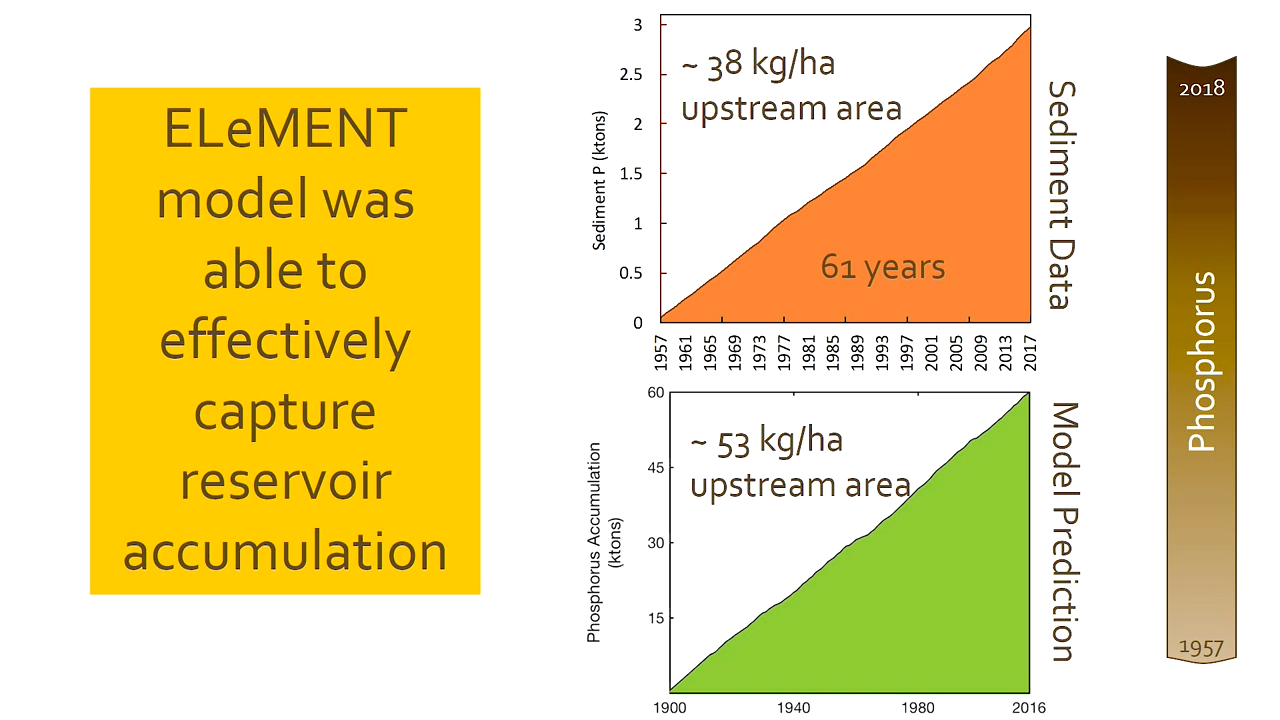 ELeMENT
model was
able to
effectively
capture
reservoir
accumulation
~ 38 kg/ha
upstream area
61 years
Sediment P (ktons)
3
2.5
2
1.5
1
0.5
0
1957 1961 1965 1969 1973 1977 1981 1985 1989 1993 1997 2001 2005 2009 2013 2017
Sediment Data
~ 53 kg/ha
upstream area
Phosphorus Accumulation
(ktons)
60
45
30
15
1900 1940 1980 2016
Model Prediction
2018
Phosphorus
1957